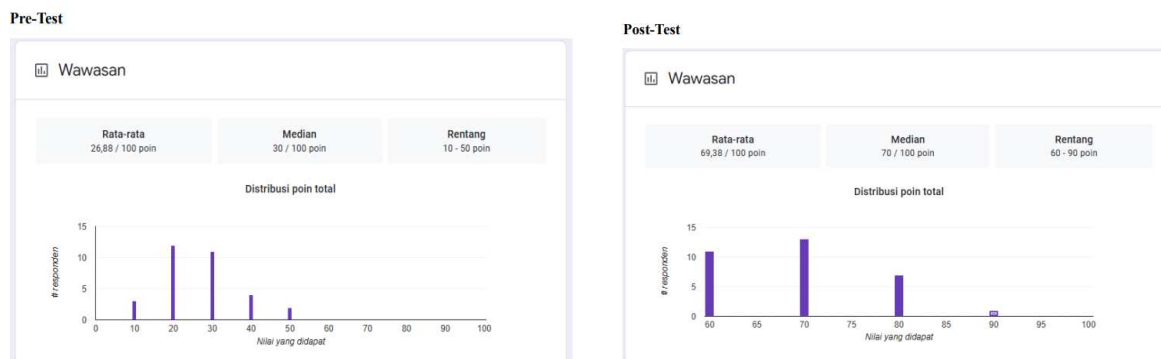 Pre-Test
Wawasan
Rata-rata
26,88 / 100 poin
Median
30 / 100 poin
Rentang
10 - 50 poin
Distribusi poin total
# responden
15
10
5
0
0 10 20 30 40 50 60 70 80 90 100
Nilai yang didapat
Post-Test
Wawasan
Rata-rata
69,38 / 100 poin
Median
70 / 100 poin
Rentang
60 - 90 poin
Distribusi poin total
# responden
15
10
5
0
60 65 70 75 80 85 90 95 100
Nilai yang didapat